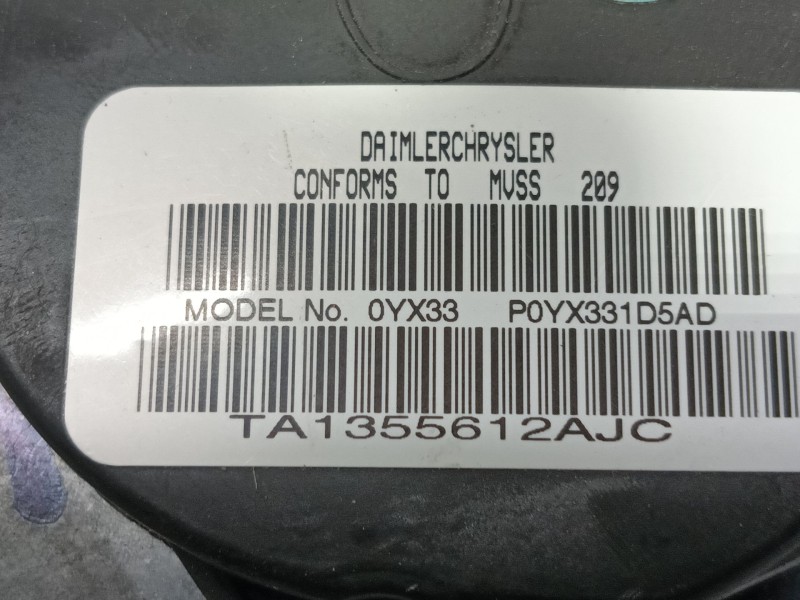 DAIMLERCHRYSLER
CONFORMS TO MVSS 209
MODEL No. 0YX33 P0YX331D5AD
TA1355612AJC